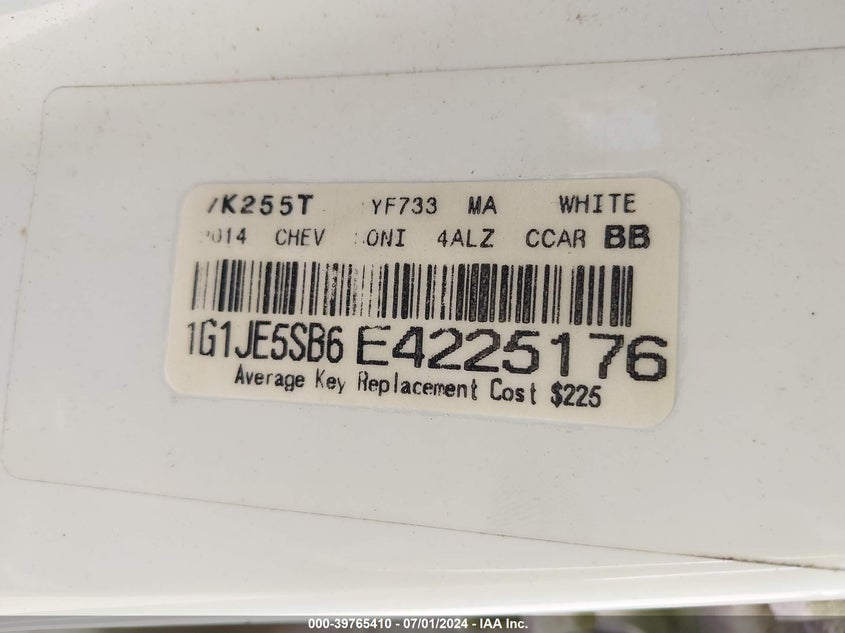 K255T YF733 MA WHITE
2014 CHEV ONI 4ALZ CCAR BB
1G1JE5SB6 E4225176
Average Key Replacement Cost $225
000-39765410 - 07/01/2024 - IAA Inc.